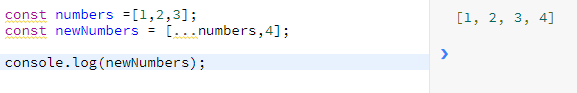 const numbers =[1,2,3];
const newNumbers = [...numbers,4];
console.log(newNumbers);
[1, 2, 3, 4]
❯